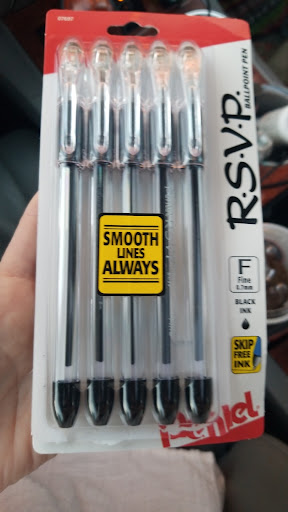 R.S.V.P.
BALLPOINT PEN
SMOOTH
LINES
ALWAYS
F
Fine
0.7mm
BLACK
INK
SKIP
FREE
INK
Pentel